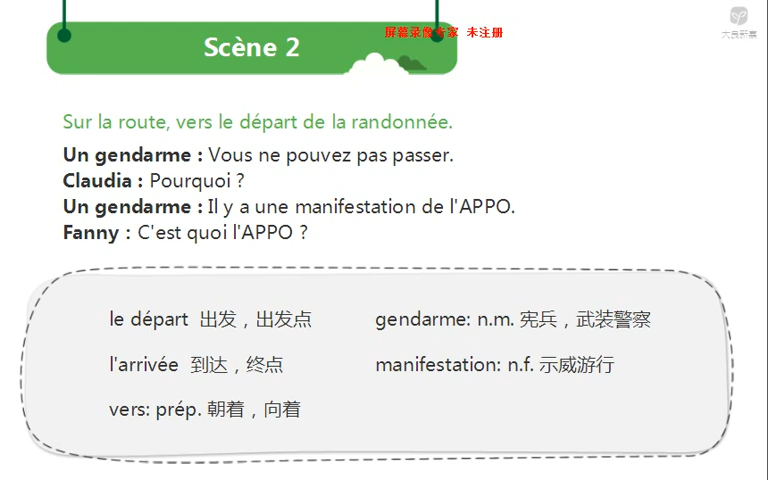 屏幕录像专家 未注册
大良新素
Scène 2
Sur la route, vers le départ de la randonnée.
Un gendarme : Vous ne pouvez pas passer.
Claudia : Pourquoi ?
Un gendarme : Il y a une manifestation de l'APPO.
Fanny : C'est quoi l'APPO ?
le départ 出发，出发点
gendarme: n.m. 宪兵，武装警察
l'arrivée 到达，终点
manifestation: n.f. 示威游行
vers: prép. 朝着，向着